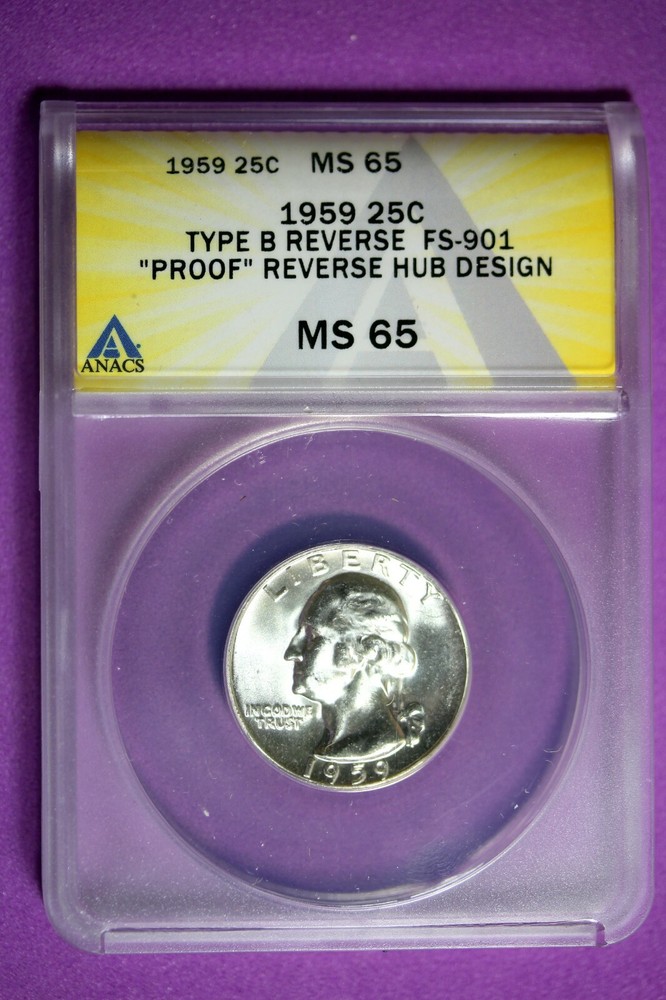 1959 25C MS 65
1959 25C
TYPE B REVERSE FS-901
"PROOF" REVERSE HUB DESIGN
MS 65
ANACS
LIBERTY
IN GOD WE
TRUST
1959